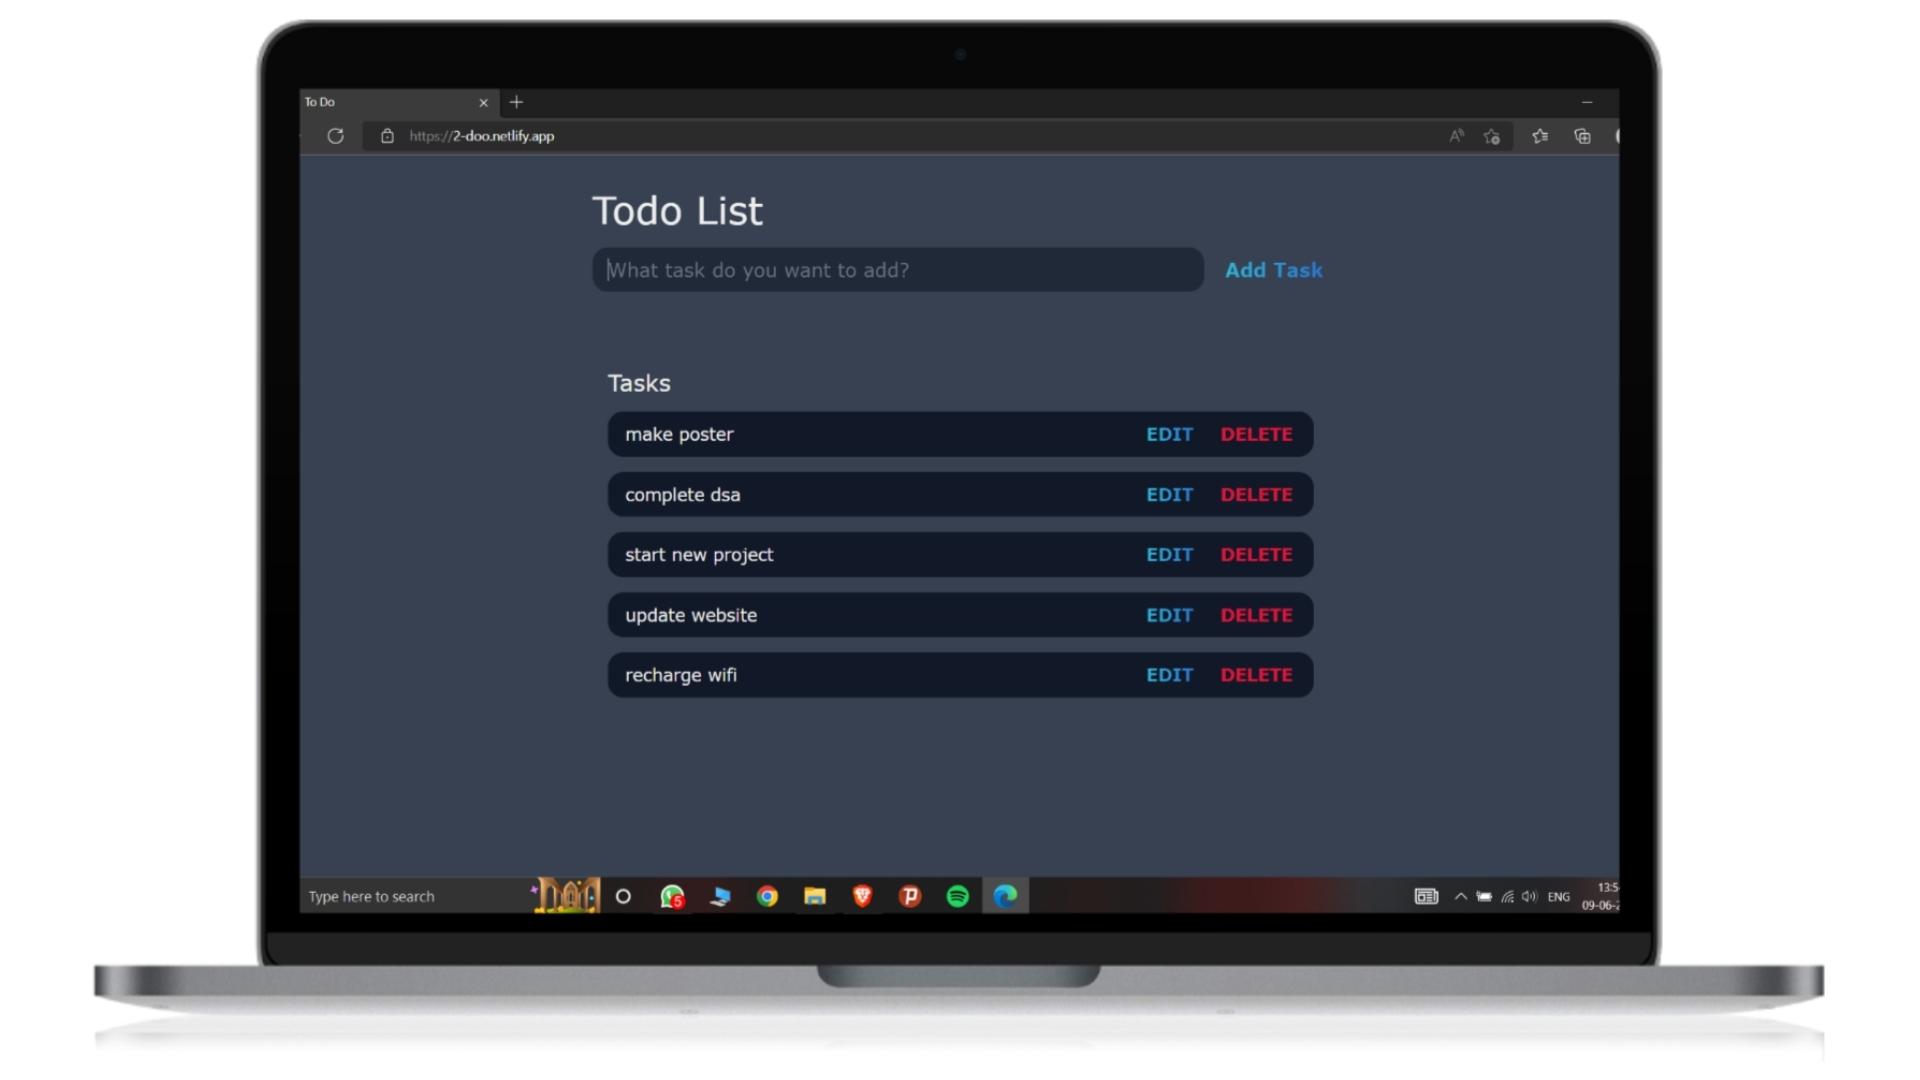 To Do
https://2-doo.netlify.app
Todo List
What task do you want to add?
Add Task
Tasks
make poster EDIT DELETE
complete dsa EDIT DELETE
start new project EDIT DELETE
update website EDIT DELETE
recharge wifi EDIT DELETE
Type here to search
5
ENG
13:5
09-06-